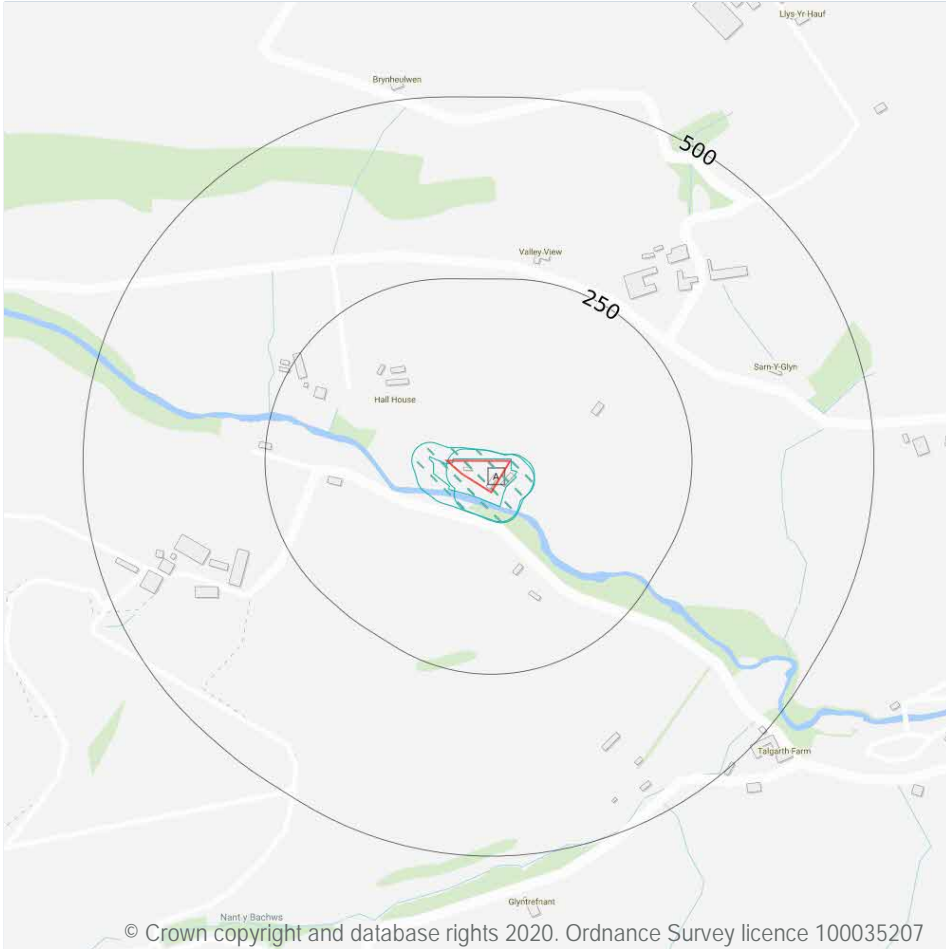 Llys-Yr-Hauf
Brynheulwen
500
Valley View
250
Sarn-Y-Glyn
Hall House
A
Talgarth Farm
Glyntrefnant
Nant y Bachws
© Crown copyright and database rights 2020. Ordnance Survey licence 100035207